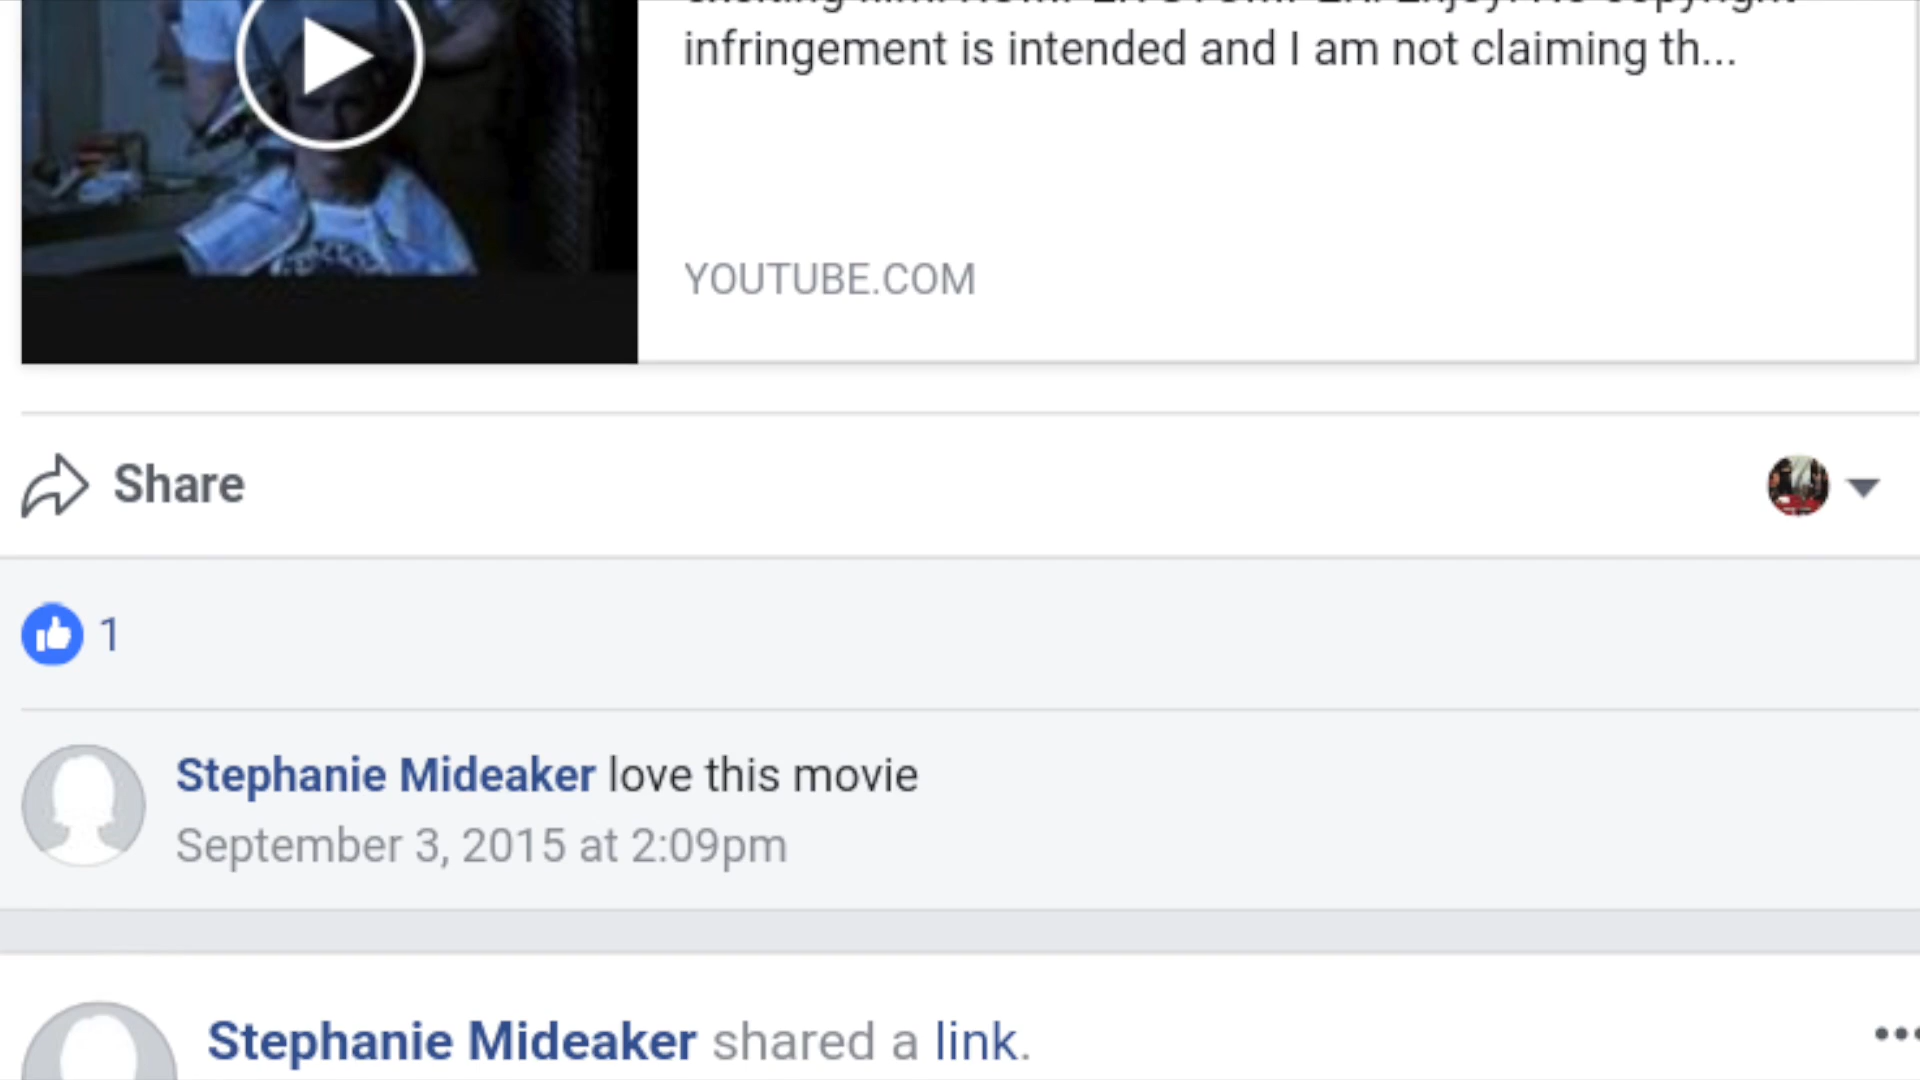 infringement is intended and I am not claiming th...
YOUTUBE.COM
Share
1
Stephanie Mideaker love this movie
September 3, 2015 at 2:09pm
Stephanie Mideaker shared a link.